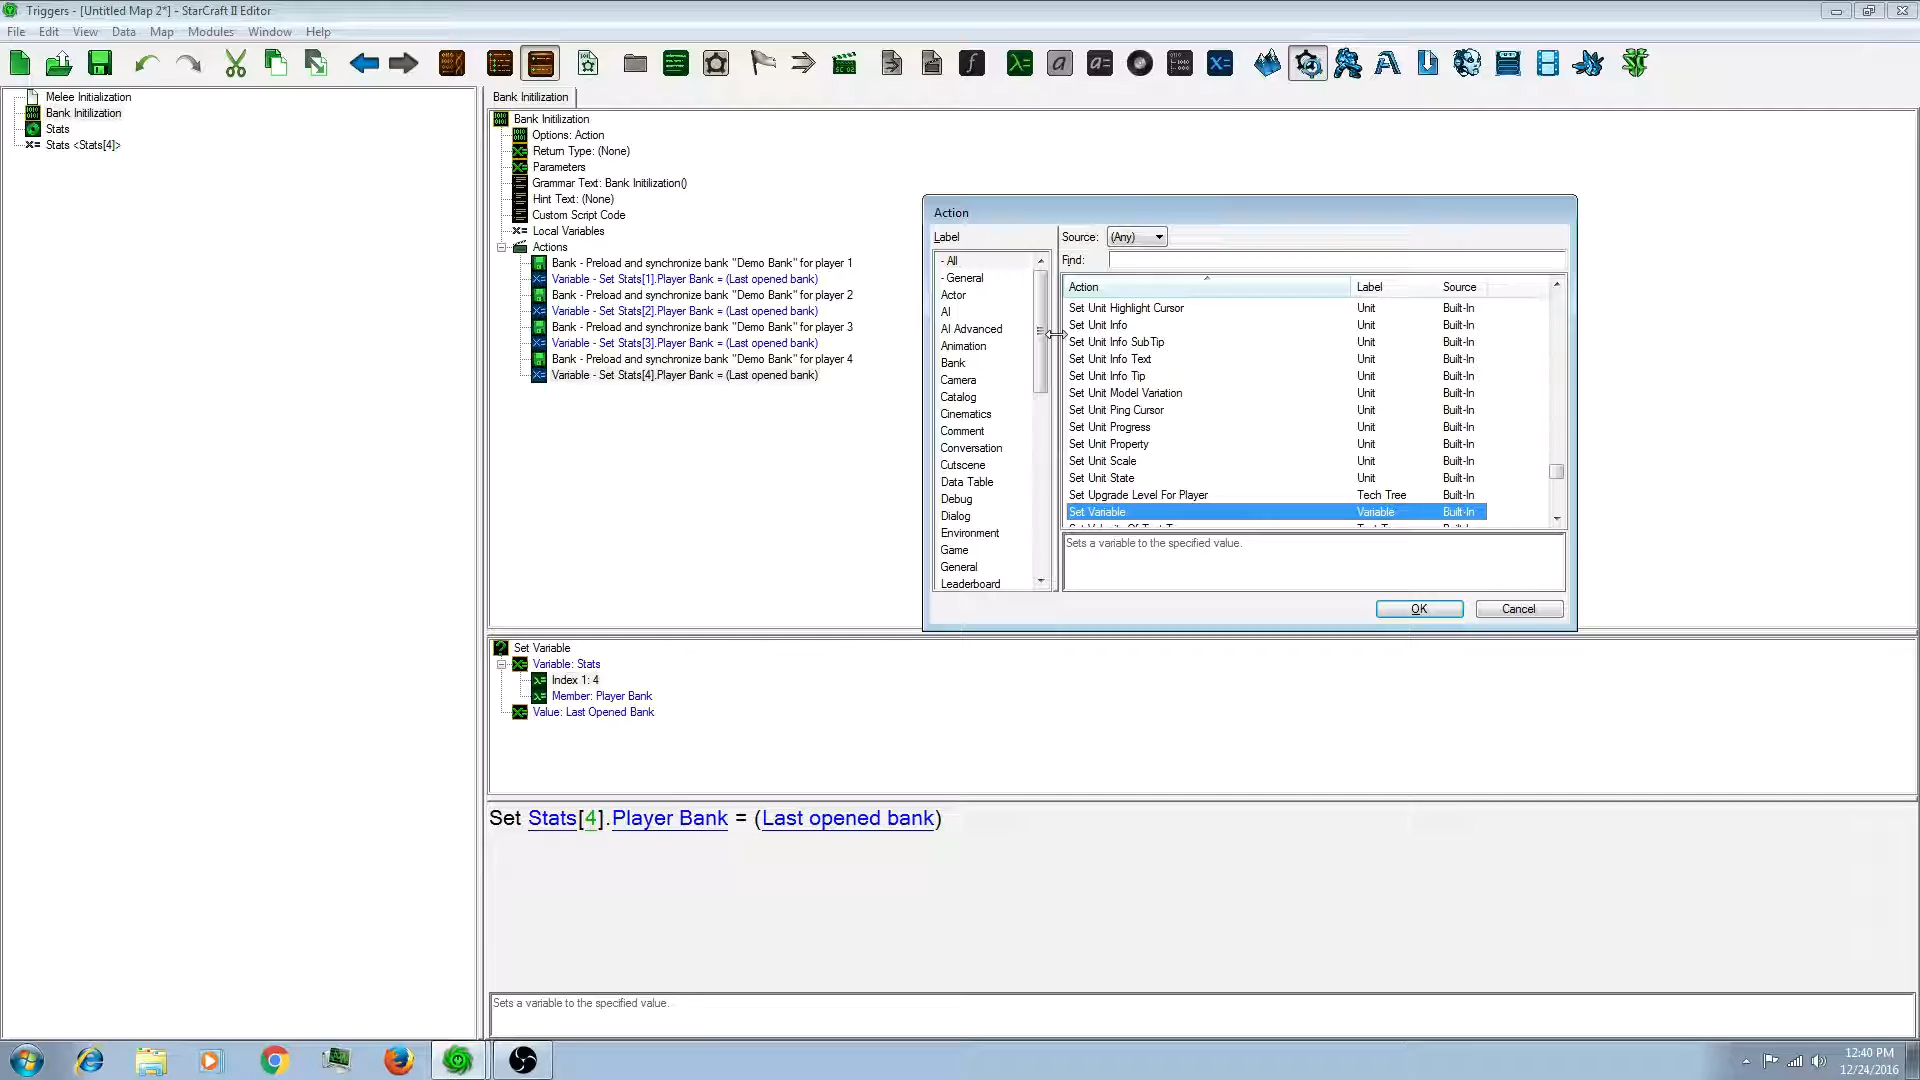 Triggers - [Untitled Map 2*] - StarCraft II Editor
File Edit View Data Map Modules Window Help
Melee Initialization
Bank Initilization
Stats
Stats <Stats[4]>
Bank Initilization
Bank Initilization
Options: Action
Return Type: (None)
Parameters
Grammar Text: Bank Initilization()
Hint Text: (None)
Custom Script Code
Local Variables
Actions
Bank - Preload and synchronize bank "Demo Bank" for player 1
Variable - Set Stats[1].Player Bank = (Last opened bank)
Bank - Preload and synchronize bank "Demo Bank" for player 2
Variable - Set Stats[2].Player Bank = (Last opened bank)
Bank - Preload and synchronize bank "Demo Bank" for player 3
Variable - Set Stats[3].Player Bank = (Last opened bank)
Bank - Preload and synchronize bank "Demo Bank" for player 4
Variable - Set Stats[4].Player Bank = (Last opened bank)
Action
Label
- All
- General
Actor
AI
AI Advanced
Animation
Bank
Camera
Catalog
Cinematics
Comment
Conversation
Cutscene
Data Table
Debug
Dialog
Environment
Game
General
Leaderboard
Source: (Any)
Find:
Action Label Source
Set Unit Highlight Cursor Unit Built-In
Set Unit Info Unit Built-In
Set Unit Info SubTip Unit Built-In
Set Unit Info Text Unit Built-In
Set Unit Info Tip Unit Built-In
Set Unit Model Variation Unit Built-In
Set Unit Ping Cursor Unit Built-In
Set Unit Progress Unit Built-In
Set Unit Property Unit Built-In
Set Unit Scale Unit Built-In
Set Unit State Unit Built-In
Set Upgrade Level For Player Tech Tree Built-In
Set Variable Variable Built-In
Sets a variable to the specified value.
OK Cancel
Set Variable
Variable: Stats
Index 1: 4
Member: Player Bank
Value: Last Opened Bank
Set Stats[4].Player Bank = (Last opened bank)
Sets a variable to the specified value.
12:40 PM
12/24/2016